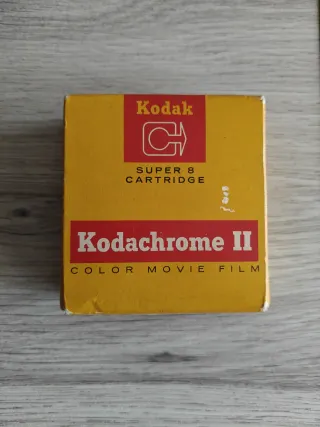 Kodak
SUPER 8
CARTRIDGE
Kodachrome II
COLOR MOVIE FILM